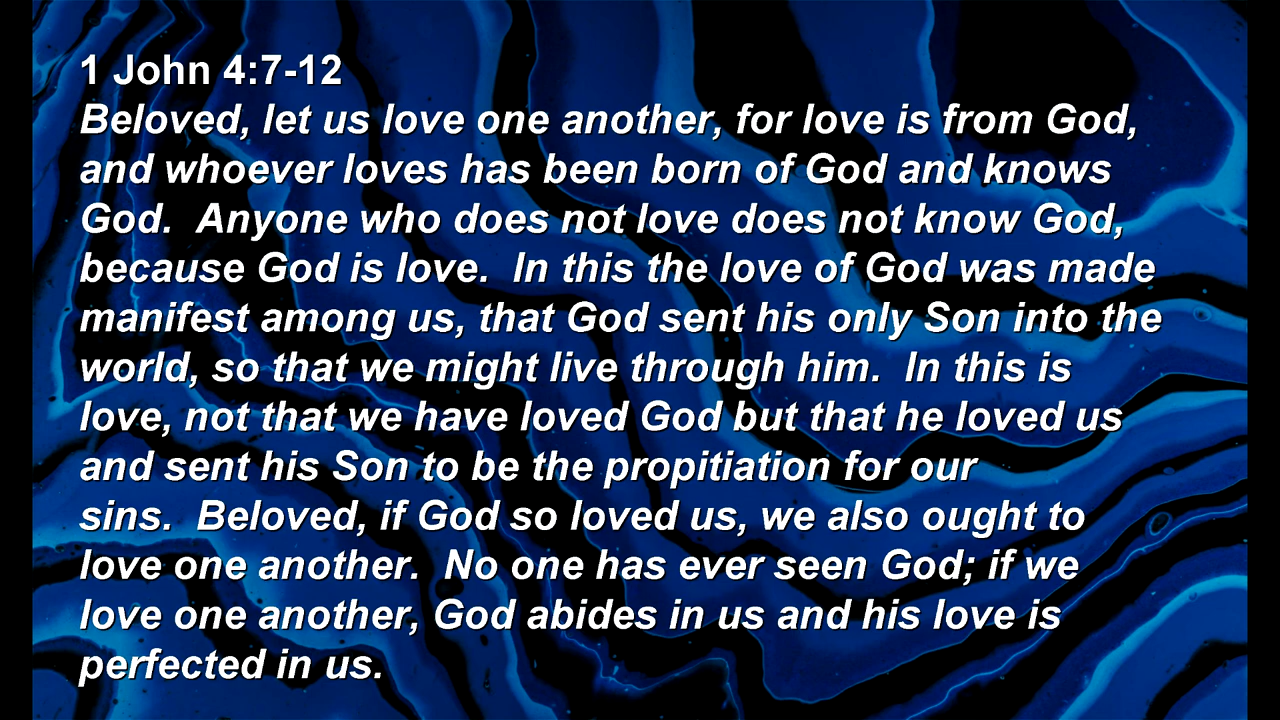 1 John 4:7-12
Beloved, let us love one another, for love is from God,
and whoever loves has been born of God and knows
God.  Anyone who does not love does not know God,
because God is love.  In this the love of God was made
manifest among us, that God sent his only Son into the
world, so that we might live through him.  In this is
love, not that we have loved God but that he loved us
and sent his Son to be the propitiation for our
sins.  Beloved, if God so loved us, we also ought to
love one another.  No one has ever seen God; if we
love one another, God abides in us and his love is
perfected in us.